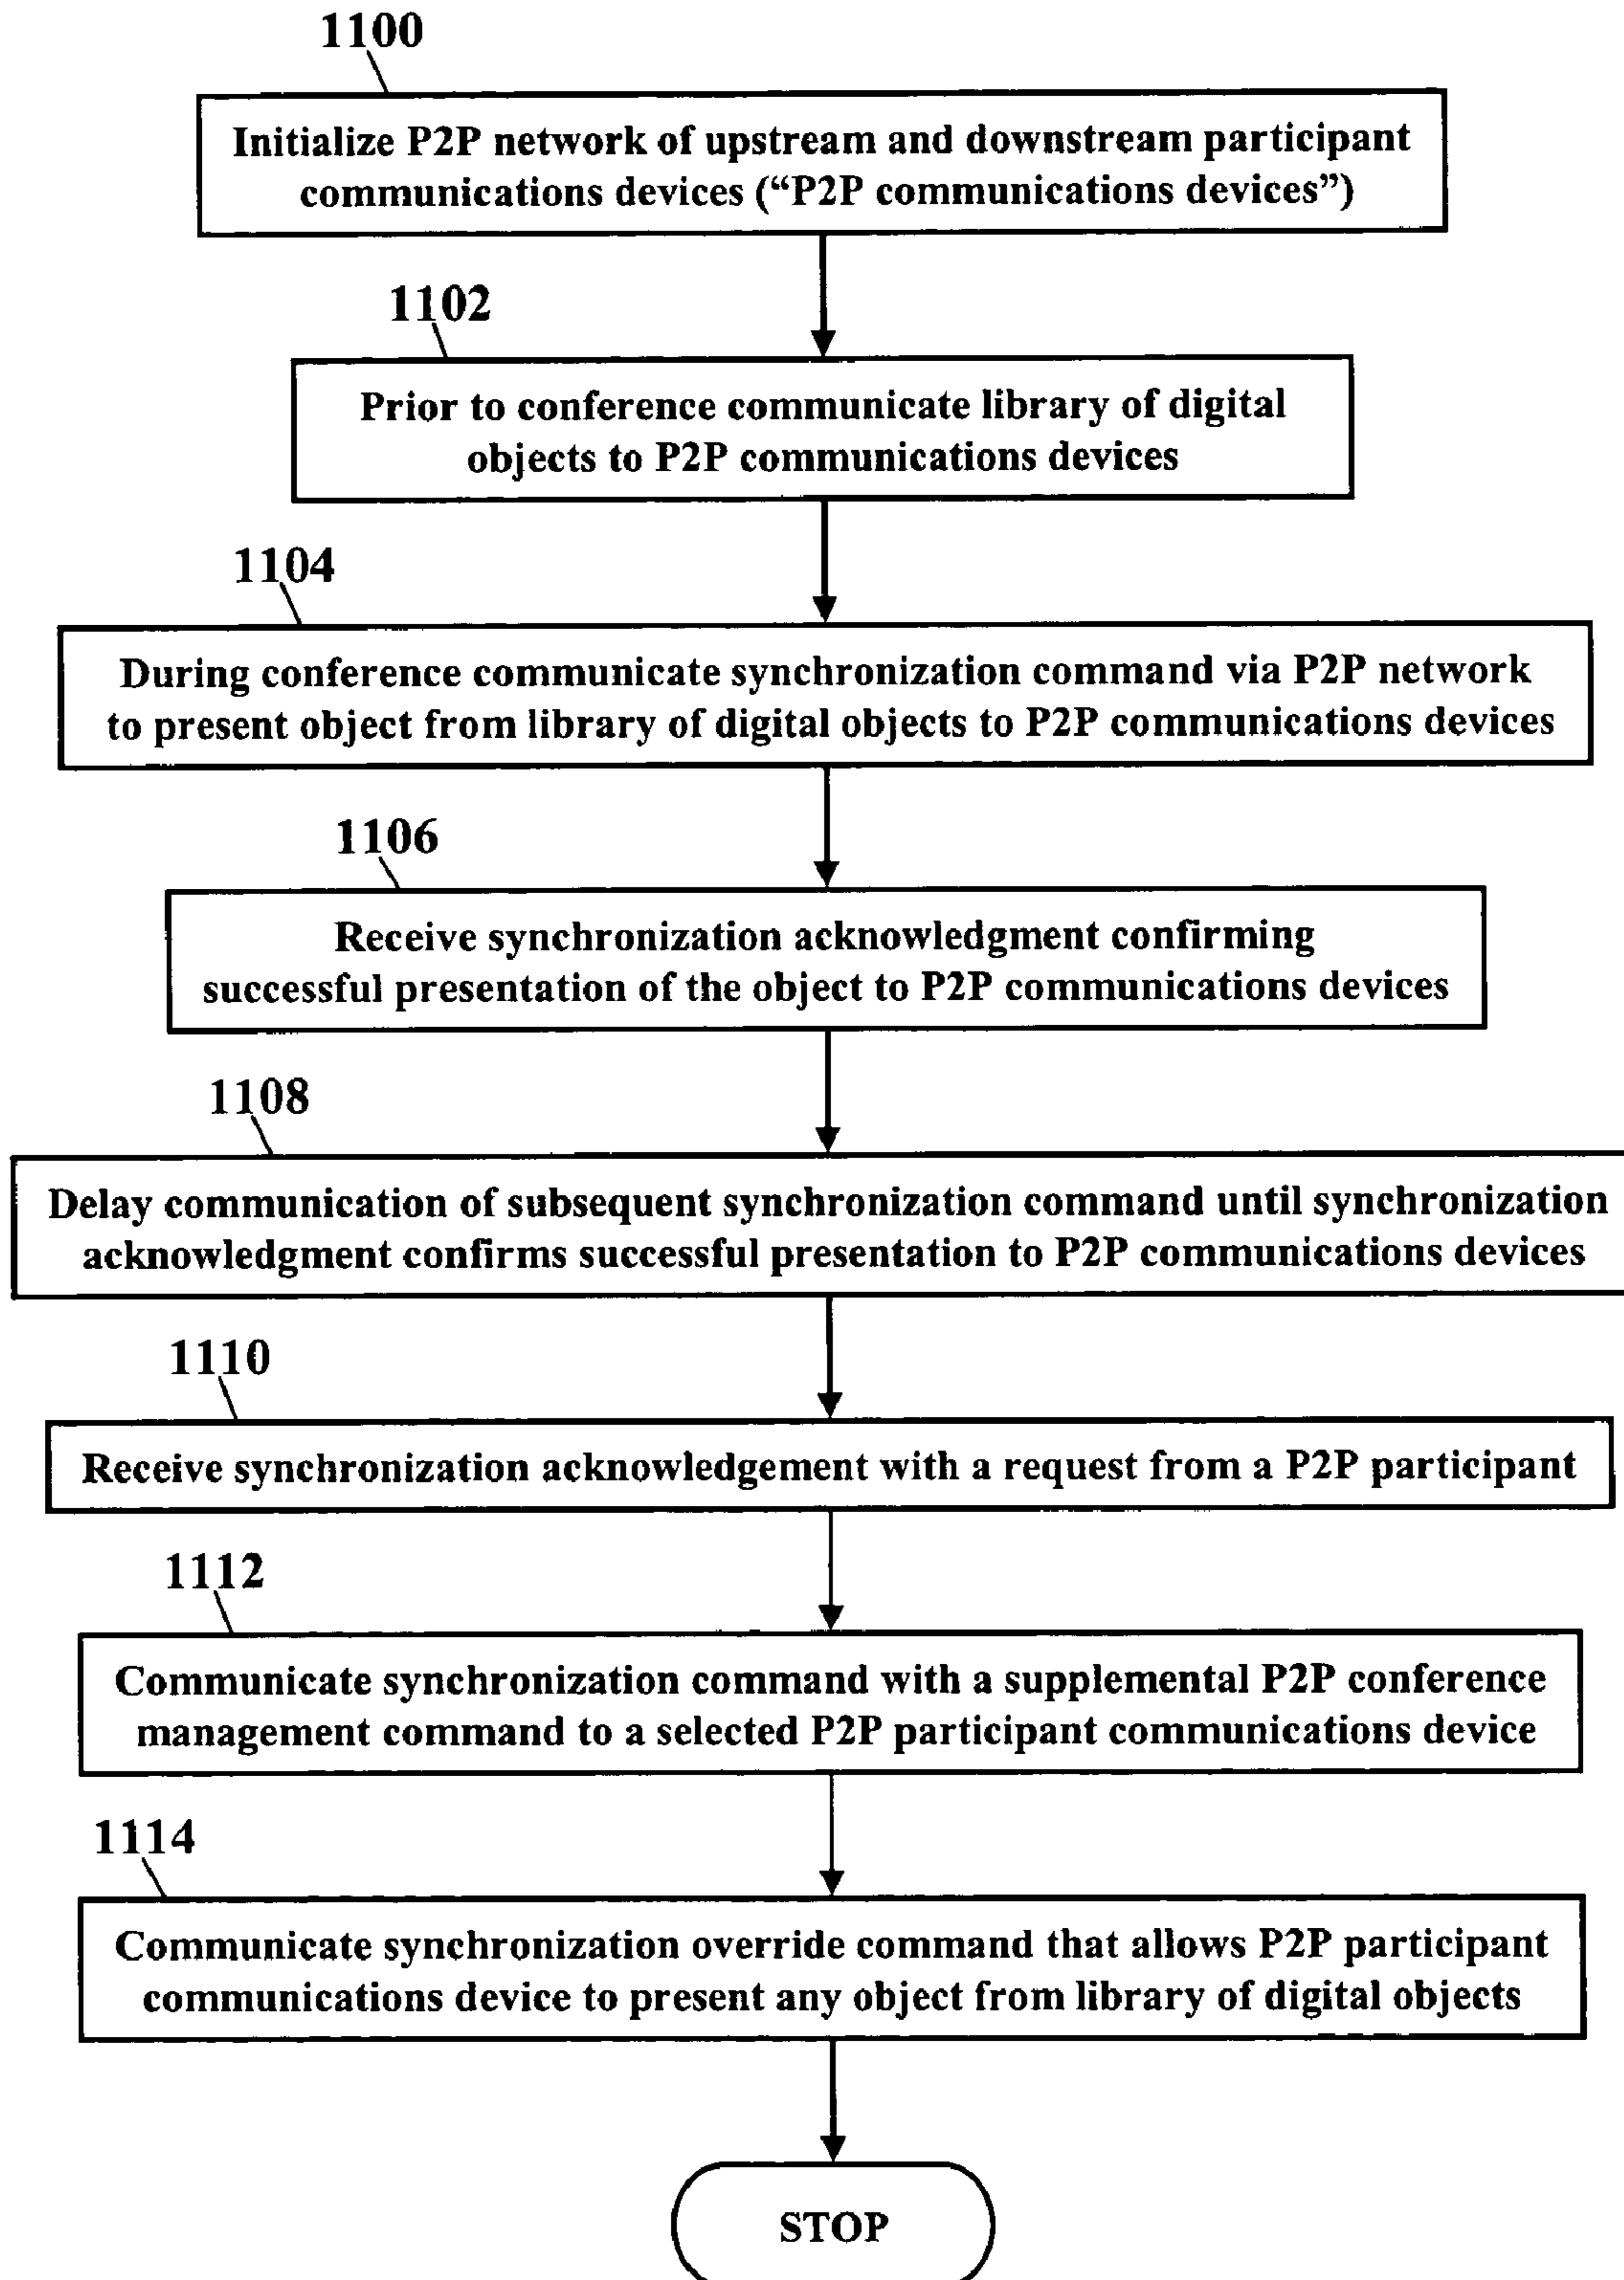 1100
Initialize P2P network of upstream and downstream participant
communications devices (“P2P communications devices”)
1102
Prior to conference communicate library of digital
objects to P2P communications devices
1104
During conference communicate synchronization command via P2P network
to present object from library of digital objects to P2P communications devices
1106
Receive synchronization acknowledgment confirming
successful presentation of the object to P2P communications devices
1108
Delay communication of subsequent synchronization command until synchronization
acknowledgment confirms successful presentation to P2P communications devices
1110
Receive synchronization acknowledgement with a request from a P2P participant
1112
Communicate synchronization command with a supplemental P2P conference
management command to a selected P2P participant communications device
1114
Communicate synchronization override command that allows P2P participant
communications device to present any object from library of digital objects
STOP